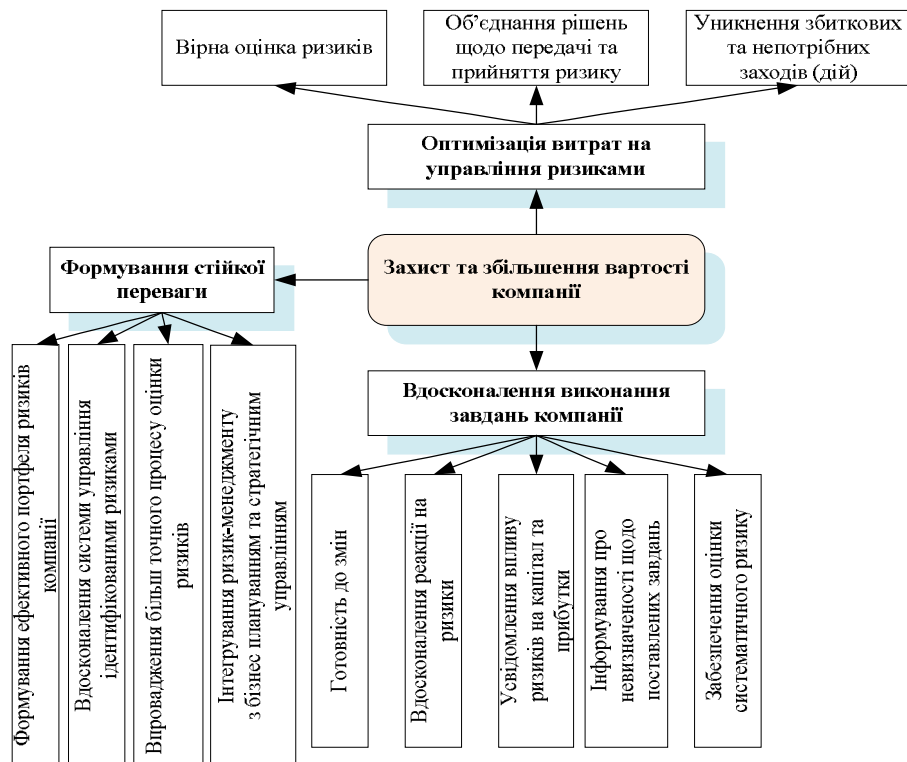 Вірна оцінка ризиків
Об’єднання рішень
щодо передачі та
прийняття ризику
Уникнення збиткових
та непотрібних
заходів (дій)
Оптимізація витрат на
управління ризиками
Захист та збільшення вартості
компанії
Формування стійкої
переваги
Вдосконалення виконання
завдань компанії
Формування ефективного портфеля ризиків
компанії
Вдосконалення системи управління
ідентифікованими ризиками
Впровадження більш точного процесу оцінки
ризиків
Інтегрування ризик-менеджменту
з бізнес плануванням та стратегічним
управлінням
Готовність до змін
Вдосконалення реакції на
ризики
Усвідомлення впливу
ризиків на капітал та
прибутки
Інформування про
невизначеності щодо
поставлених завдань
Забезпечення оцінки
систематичного ризику